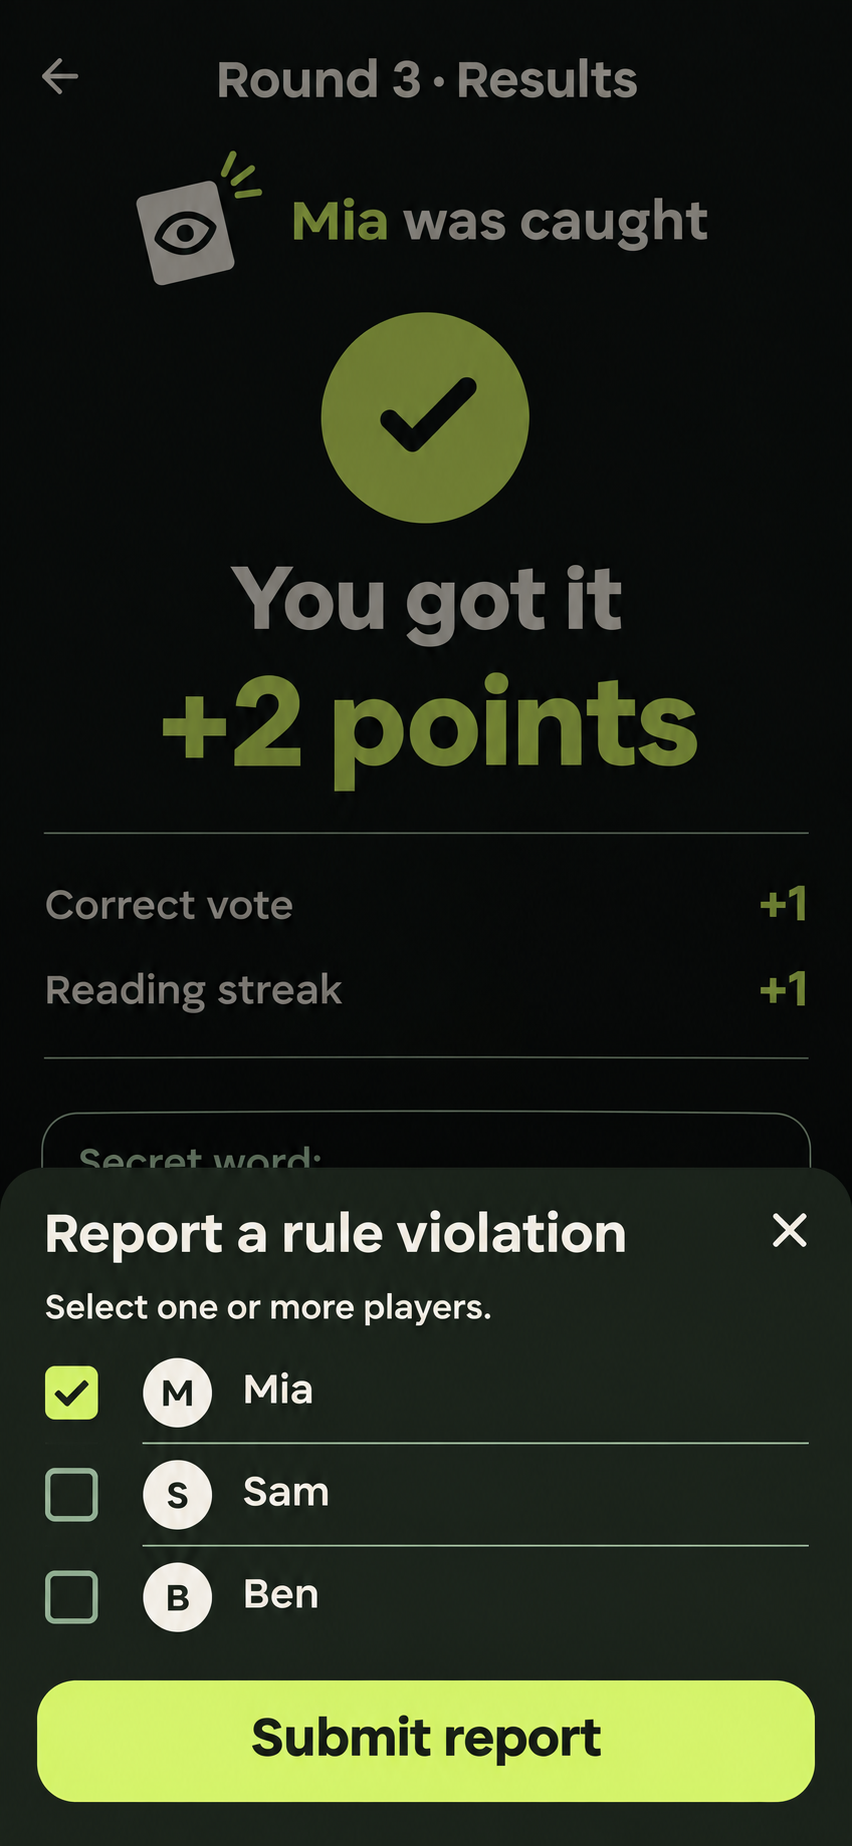 Round 3 · Results
Mia was caught
You got it
+2 points
Correct vote +1
Reading streak +1
Secret word:
Report a rule violation
Select one or more players.
M Mia
S Sam
B Ben
Submit report